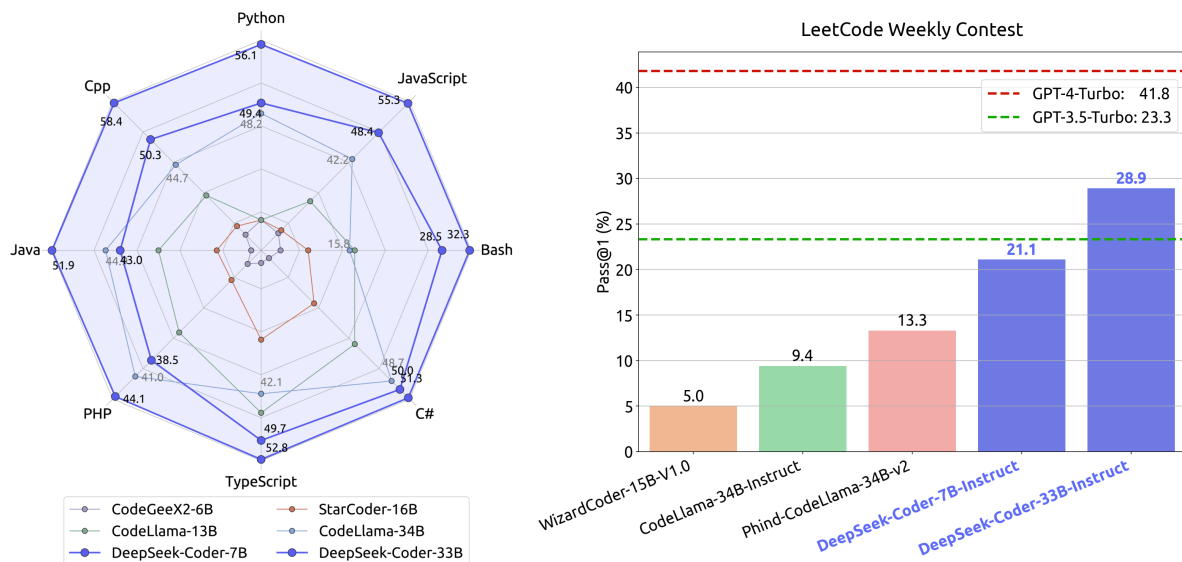 Python
56.1
JavaScript
55.3
Cpp
58.4
49.4
48.2
48.4
50.3
42.2
44.7
15.8
28.5
32.3
Java
Bash
51.9
43.0
38.5
41.0
48.7
50.0
51.3
42.1
PHP
44.1
C#
49.7
52.8
TypeScript
CodeGeeX2-6B
StarCoder-16B
CodeLlama-13B
CodeLlama-34B
DeepSeek-Coder-7B
DeepSeek-Coder-33B
LeetCode Weekly Contest
GPT-4-Turbo: 41.8
GPT-3.5-Turbo: 23.3
Pass@1 (%)
40
35
30
25
20
15
10
5
0
5.0
9.4
13.3
21.1
28.9
WizardCoder-15B-V1.0
CodeLlama-34B-Instruct
Phind-CodeLlama-34B-v2
DeepSeek-Coder-7B-Instruct
DeepSeek-Coder-33B-Instruct